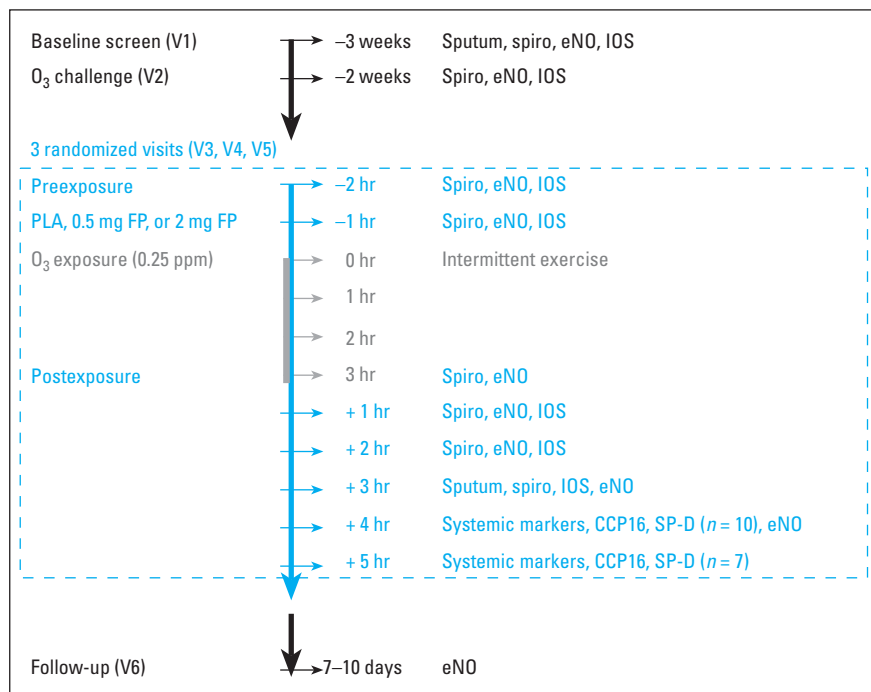 Baseline screen (V1) –3 weeks Sputum, spiro, eNO, IOS
O3 challenge (V2) –2 weeks Spiro, eNO, IOS
3 randomized visits (V3, V4, V5)
Preexposure –2 hr Spiro, eNO, IOS
PLA, 0.5 mg FP, or 2 mg FP –1 hr Spiro, eNO, IOS
O3 exposure (0.25 ppm) 0 hr Intermittent exercise
1 hr
2 hr
Postexposure 3 hr Spiro, eNO
+ 1 hr Spiro, eNO, IOS
+ 2 hr Spiro, eNO, IOS
+ 3 hr Sputum, spiro, IOS, eNO
+ 4 hr Systemic markers, CCP16, SP-D (n = 10), eNO
+ 5 hr Systemic markers, CCP16, SP-D (n = 7)
Follow-up (V6) 7–10 days eNO